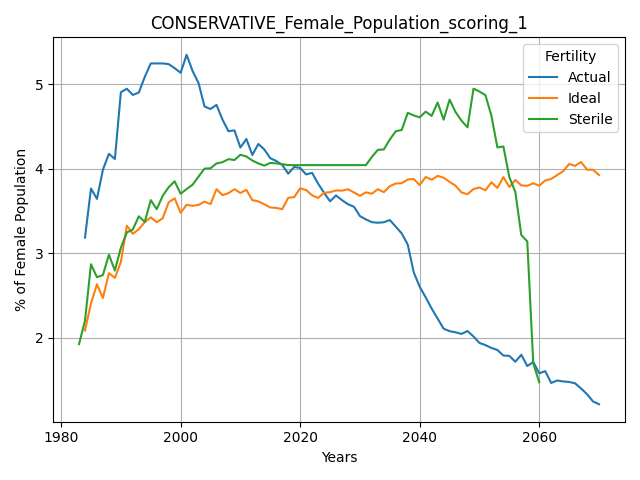 CONSERVATIVE_Female_Population_scoring_1
% of Female Population
5
4
3
2
Fertility
Actual
Ideal
Sterile
1980
2000
2020
2040
2060
Years